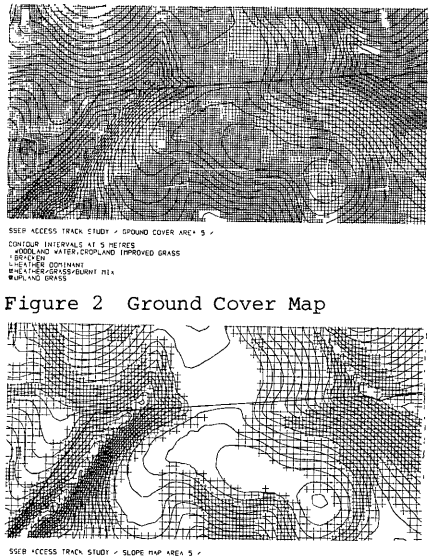 SSEB ACCESS TRACK STUDY / GROUND COVER AREA 5 /
CONTOUR INTERVALS AT 5 METRES
WOODLAND WATER,CROPLAND IMPROVED GRASS
BRACKEN
HEATHER DOMINANT
HEATHER/GRASS/BURNT MIX
UPLAND GRASS
Figure 2 Ground Cover Map
SSEB ACCESS TRACK STUDY / SLOPE MAP AREA 5 /